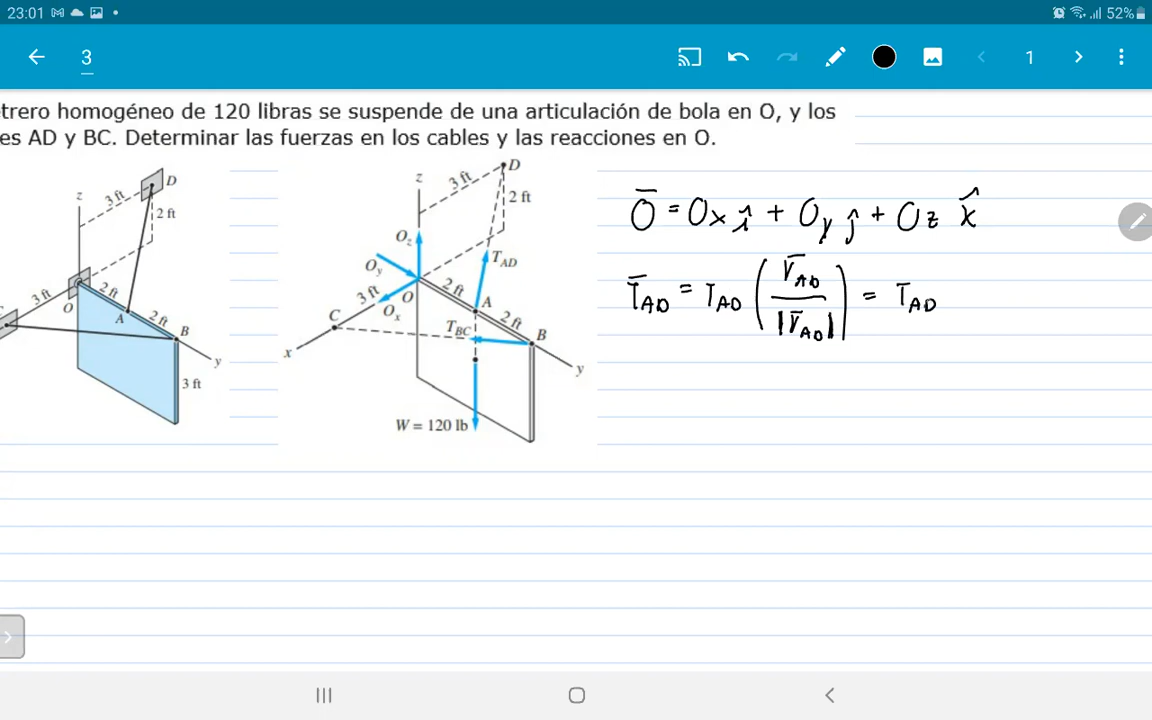 23:01 52%
3 1
trero homogéneo de 120 libras se suspende de una articulación de bola en O, y los
es AD y BC. Determinar las fuerzas en los cables y las reacciones en O.
z 3 ft D
2 ft
3 ft O 2 ft
A 2 ft B
y
3 ft
z 3 ft D
2 ft
Oz
Oy TAD
2 ft
3 ft O A
C Ox 2 ft
TBC B
x
y
W = 120 lb
Ō = Ox î + Oy ĵ + Oz k̂
T̄AD = TAD ( r̄AD / |r̄AD| ) = TAD